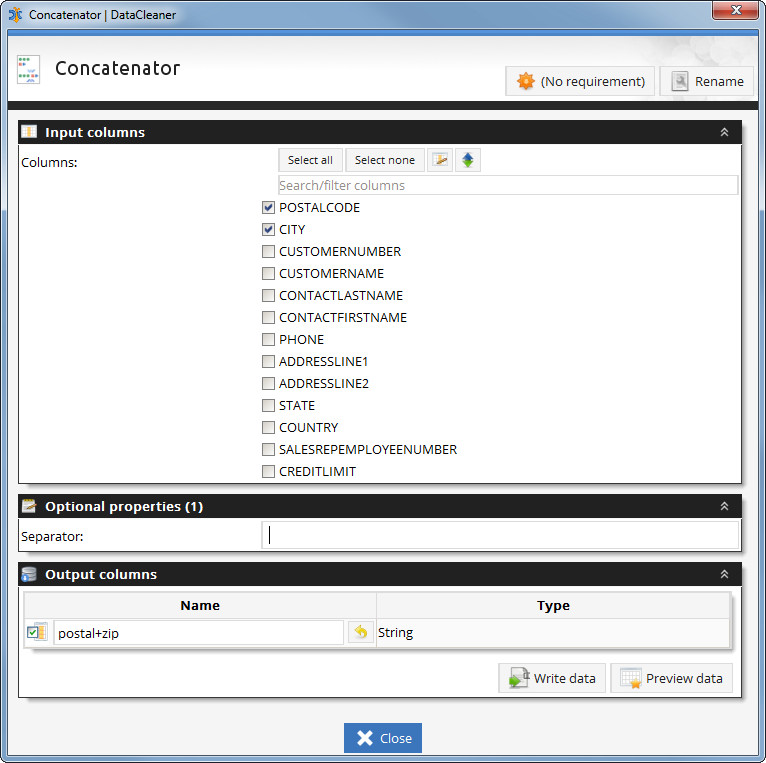 Concatenator | DataCleaner
Concatenator
(No requirement)
Rename
Input columns
Columns:
Select all
Select none
Search/filter columns
POSTALCODE
CITY
CUSTOMERNUMBER
CUSTOMERNAME
CONTACTLASTNAME
CONTACTFIRSTNAME
PHONE
ADDRESSLINE1
ADDRESSLINE2
STATE
COUNTRY
SALESREPEMPLOYEENUMBER
CREDITLIMIT
Optional properties (1)
Separator:
Output columns
Name
Type
postal+zip
String
Write data
Preview data
Close